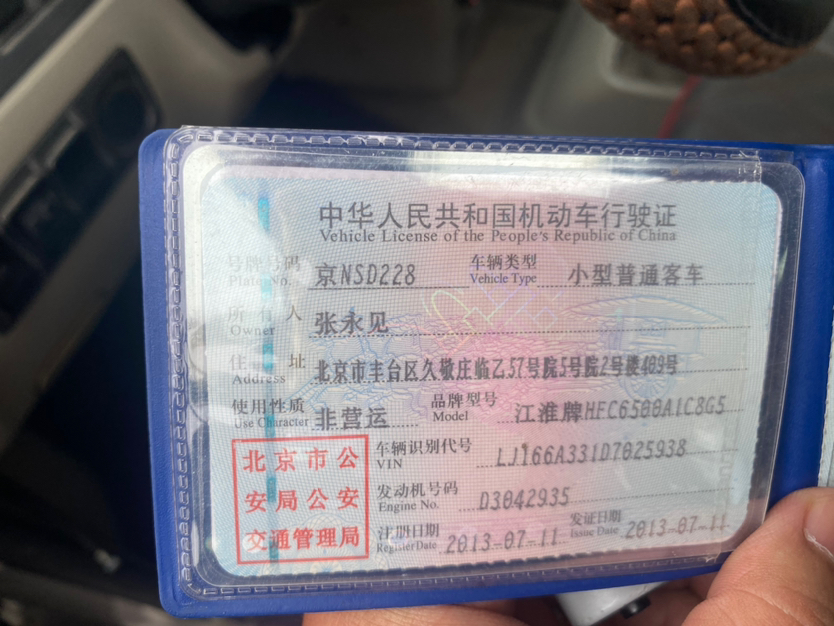 中华人民共和国机动车行驶证
Vehicle License of the People's Republic of China
号牌号码 京NSD228 车辆类型 小型普通客车
Plate No. Vehicle Type
所有人 张永见
Owner
住址 北京市丰台区久敬庄临乙57号院5号院2号楼409号
Address
使用性质 非营运 品牌型号 江淮牌HFC6500A1C8G5
Use Character Model
北京市公
安局公安
交通管理局
车辆识别代号 LJ166A331D7025938
VIN
发动机号码 D3042935
Engine No.
注册日期 2013-07-11 发证日期 2013-07-11
Register Date Issue Date